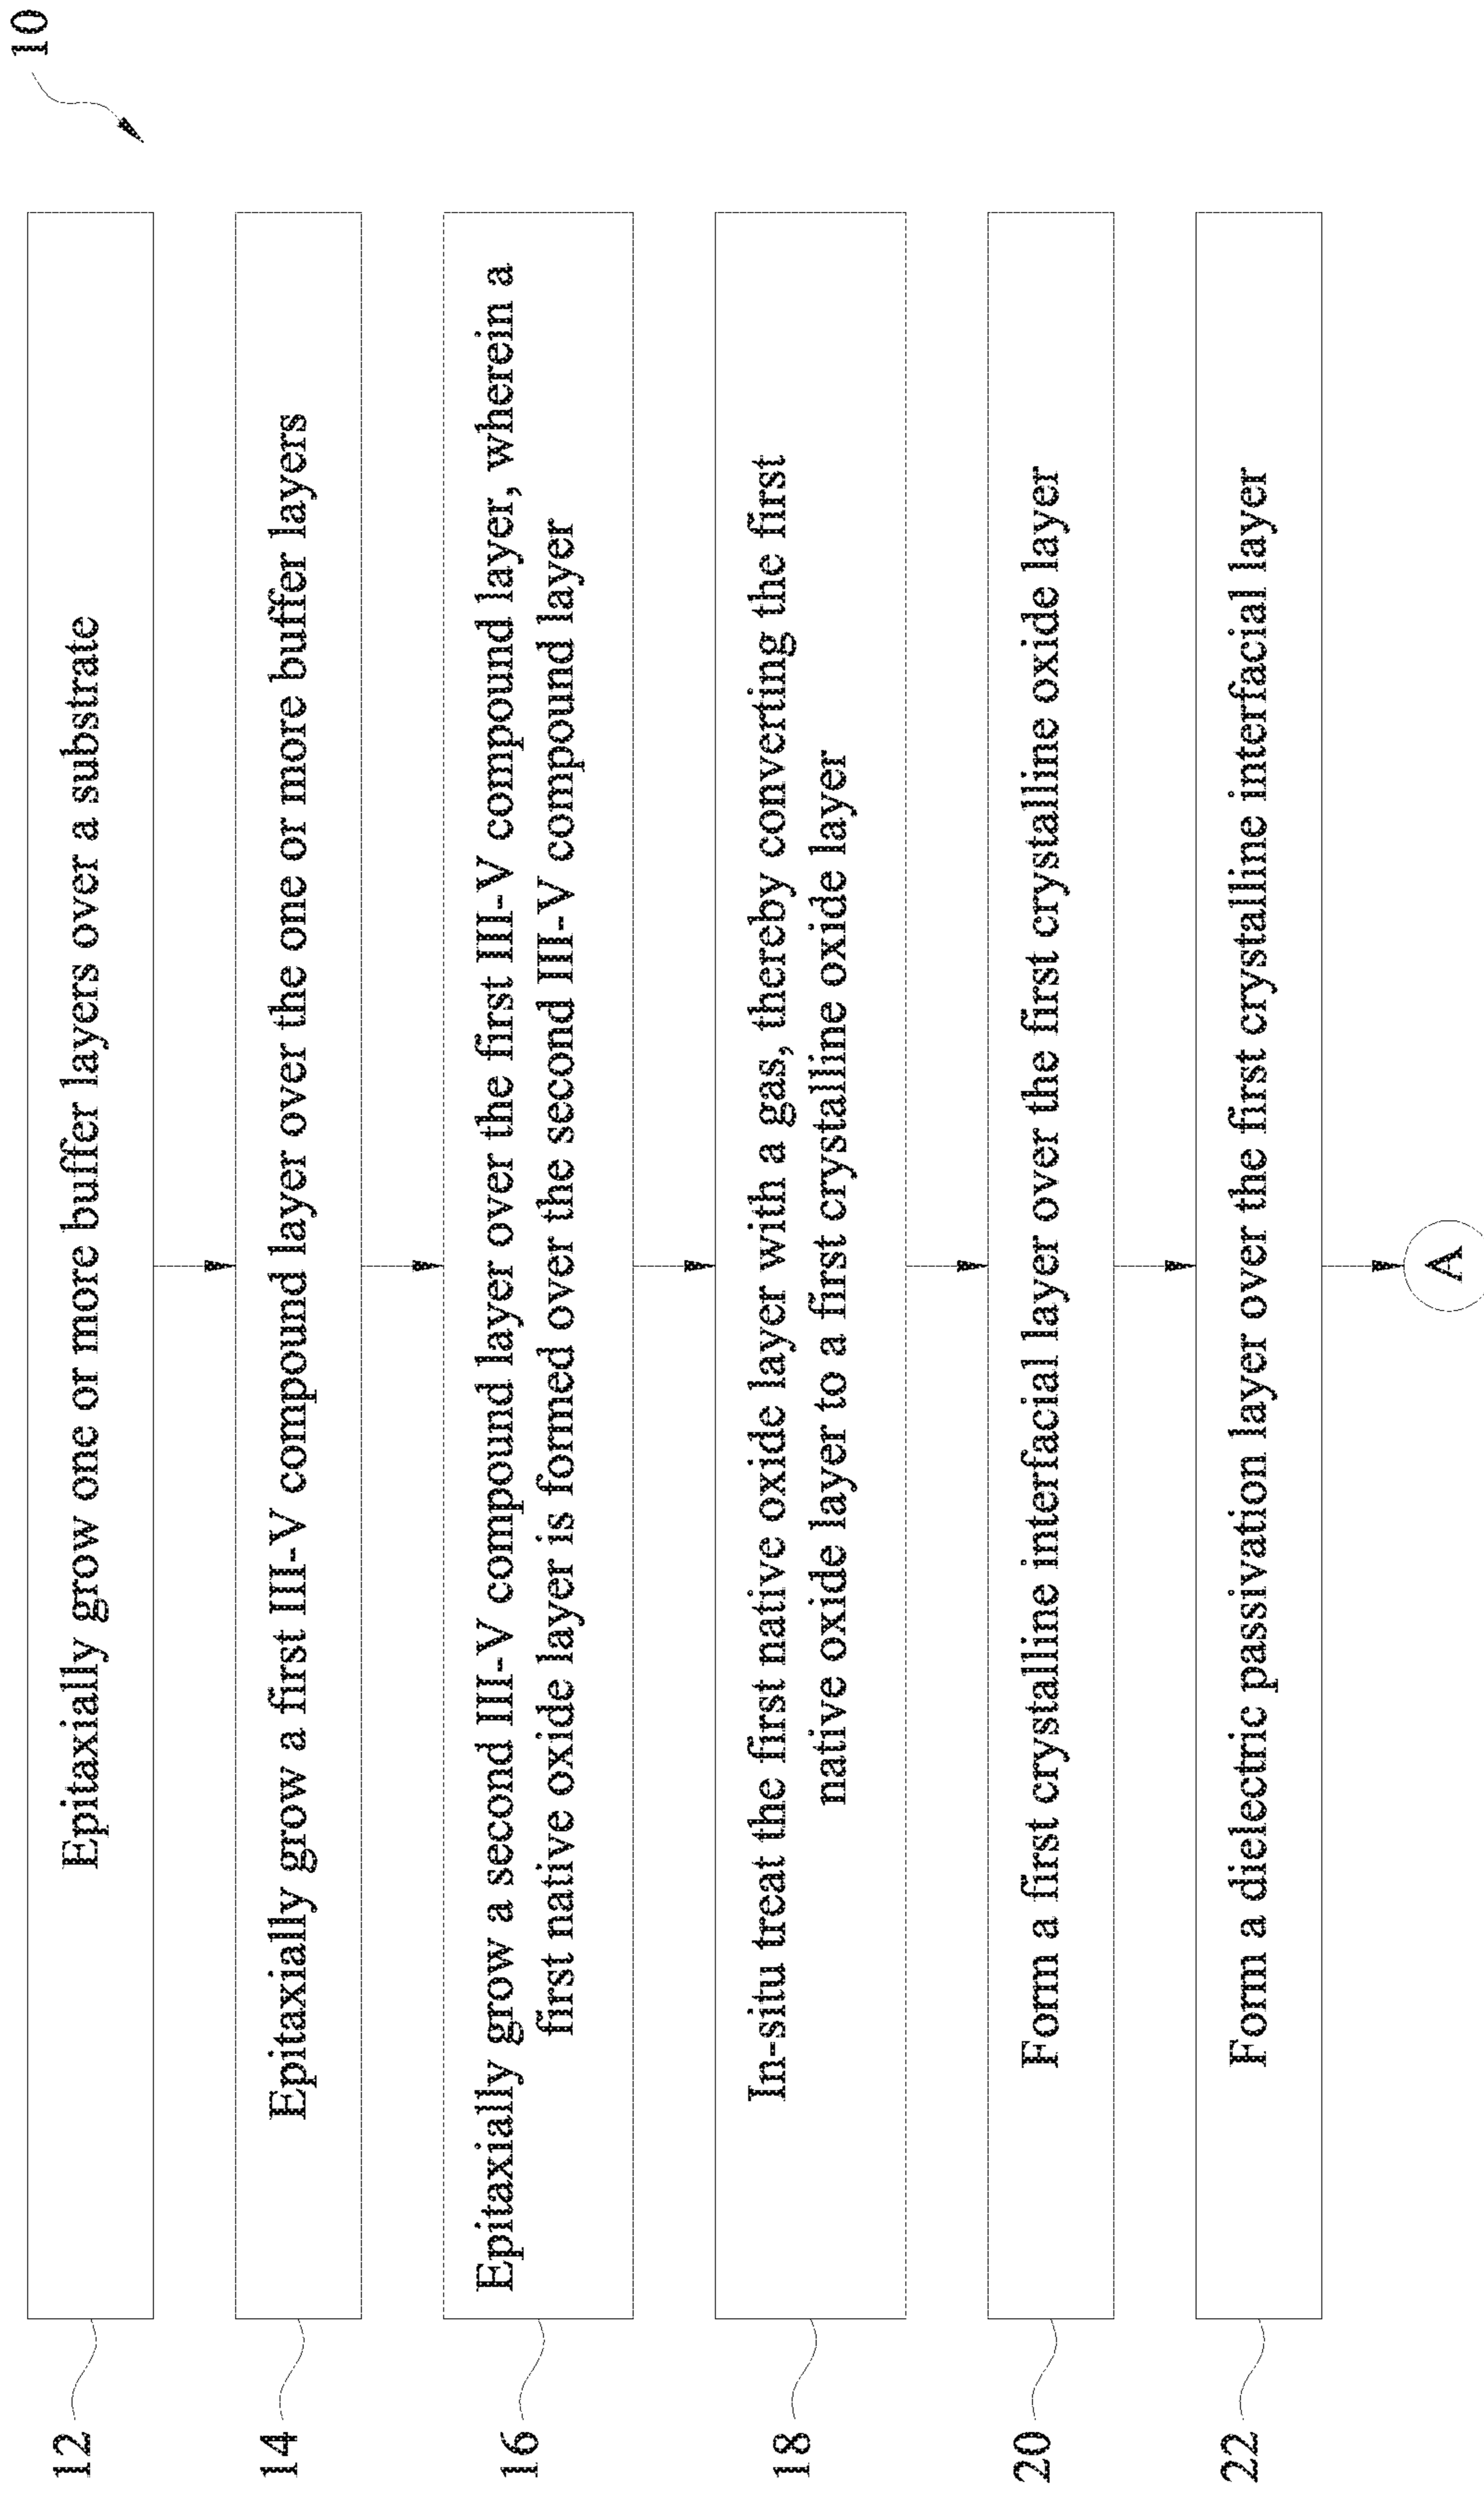 10
12
Epitaxially grow one or more buffer layers over a substrate
14
Epitaxially grow a first III-V compound layer over the one or more buffer layers
16
Epitaxially grow a second III-V compound layer over the first III-V compound layer, wherein a
first native oxide layer is formed over the second III-V compound layer
18
In-situ treat the first native oxide layer with a gas, thereby converting the first
native oxide layer to a first crystalline oxide layer
20
Form a first crystalline interfacial layer over the first crystalline oxide layer
22
Form a dielectric passivation layer over the first crystalline interfacial layer
A